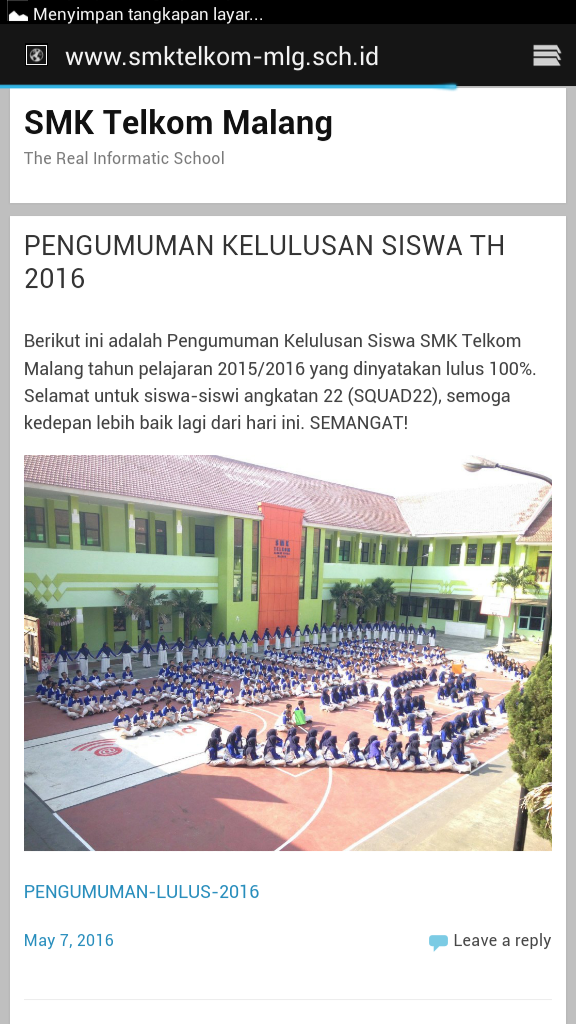 Menyimpan tangkapan layar...
www.smktelkom-mlg.sch.id
SMK Telkom Malang
The Real Informatic School
PENGUMUMAN KELULUSAN SISWA TH
2016
Berikut ini adalah Pengumuman Kelulusan Siswa SMK Telkom
Malang tahun pelajaran 2015/2016 yang dinyatakan lulus 100%.
Selamat untuk siswa-siswi angkatan 22 (SQUAD22), semoga
kedepan lebih baik lagi dari hari ini. SEMANGAT!
SMK
TELKOM
PENGUMUMAN-LULUS-2016
May 7, 2016
Leave a reply